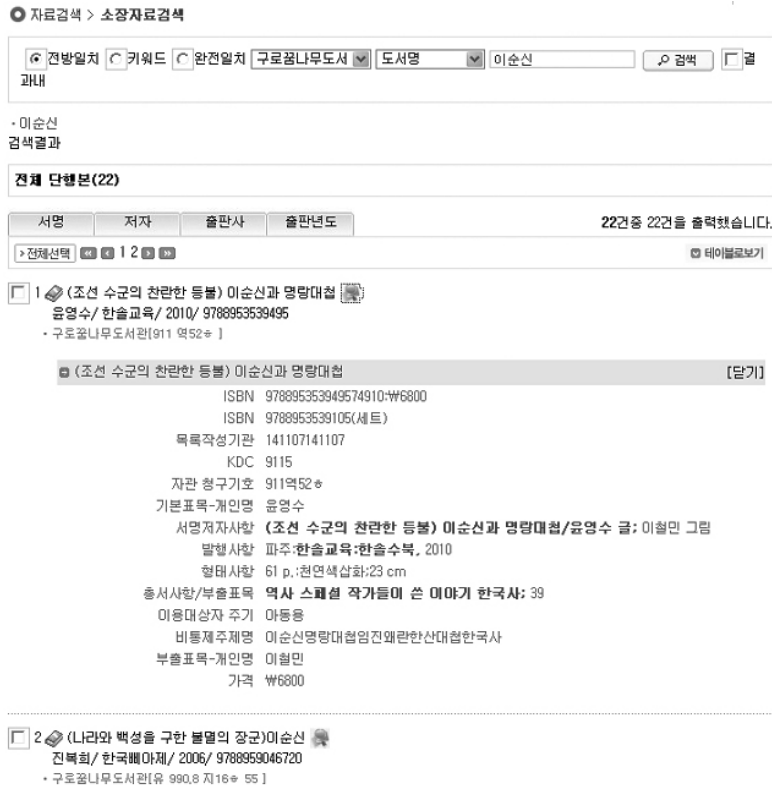 자료검색 > 소장자료검색
전방일치 키워드 완전일치 구로꿈나무도서 도서명 이순신 검색 결
과내
· 이순신
검색결과
전체 단행본(22)
서명 저자 출판사 출판년도 22건중 22건을 출력했습니다.
>전체선택 1 2 테이블로보기
1 (조선 수군의 찬란한 등불) 이순신과 명랑대첩
윤영수/ 한솔교육/ 2010/ 9788953539495
· 구로꿈나무도서관[911 역52ㅎ ]
(조선 수군의 찬란한 등불) 이순신과 명랑대첩 [닫기]
ISBN 978895353949574910:₩6800
ISBN 9788953539105(세트)
목록작성기관 141107141107
KDC 9115
자관 청구기호 911역52ㅎ
기본표목-개인명 윤영수
서명저자사항 (조선 수군의 찬란한 등불) 이순신과 명랑대첩/윤영수 글; 이철민 그림
발행사항 파주:한솔교육:한솔수북, 2010
형태사항 61 p.:천연색삽화;23 cm
총서사항/부출표목 역사 스페셜 작가들이 쓴 이야기 한국사; 39
이용대상자 주기 아동용
비통제주제명 이순신명랑대첩임진왜란한산대첩한국사
부출표목-개인명 이철민
가격 ₩6800
2 (나라와 백성을 구한 불멸의 장군)이순신
진복희/ 한국삐아제/ 2006/ 9788959046720
· 구로꿈나무도서관[유 990.8 지16ㅎ 55 ]